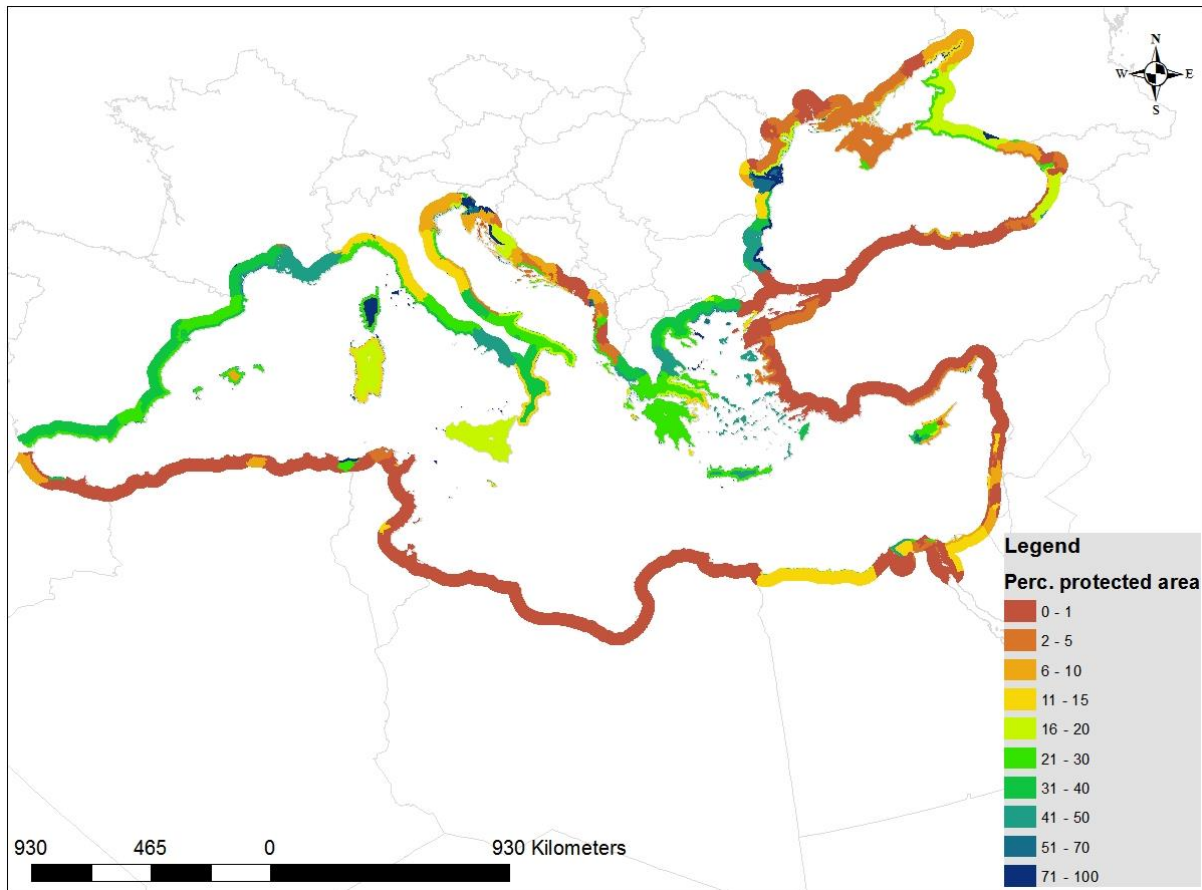 N
W E
S
Legend
Perc. protected area
0 - 1
2 - 5
6 - 10
11 - 15
16 - 20
21 - 30
31 - 40
41 - 50
51 - 70
71 - 100
930 465 0 930 Kilometers